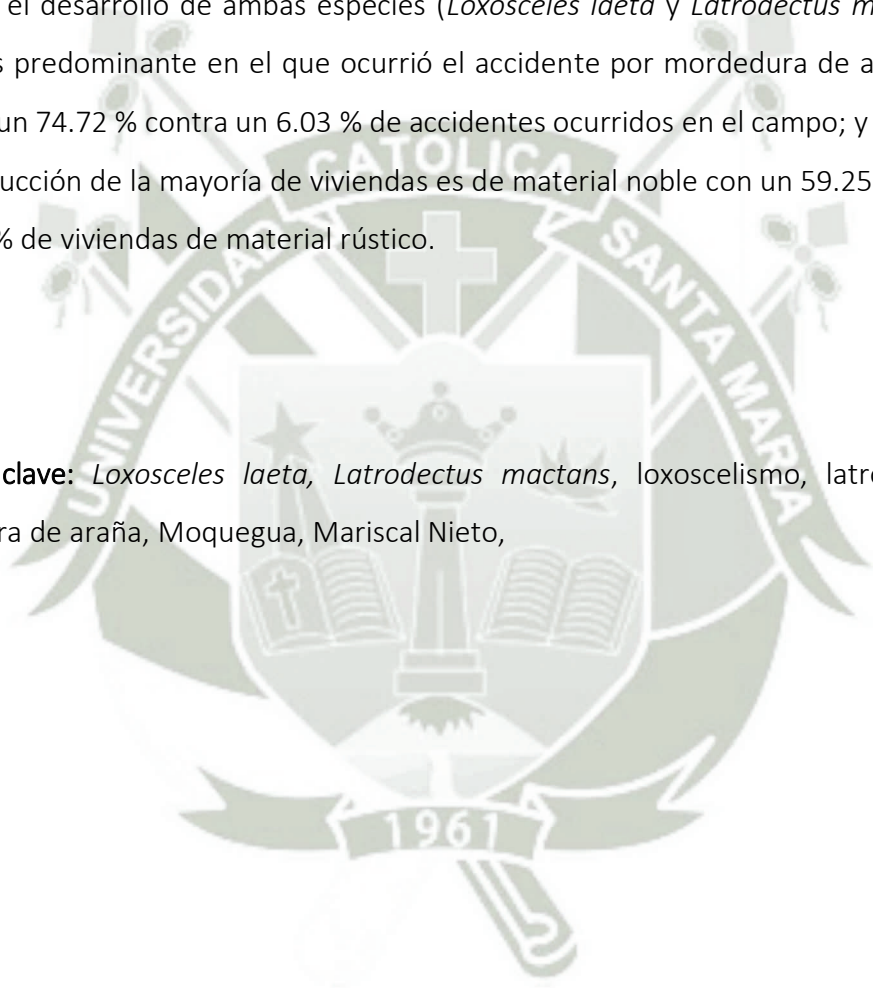 el desarrollo de ambas especies (Loxosceles laeta y Latrodectus m
s predominante en el que ocurrió el accidente por mordedura de a
un 74.72 % contra un 6.03 % de accidentes ocurridos en el campo; y
ucción de la mayoría de viviendas es de material noble con un 59.25
% de viviendas de material rústico.
clave: Loxosceles laeta, Latrodectus mactans, loxoscelismo, latro
ra de araña, Moquegua, Mariscal Nieto,
UNIVERSIDAD CATOLICA SANTA MARIA
1961